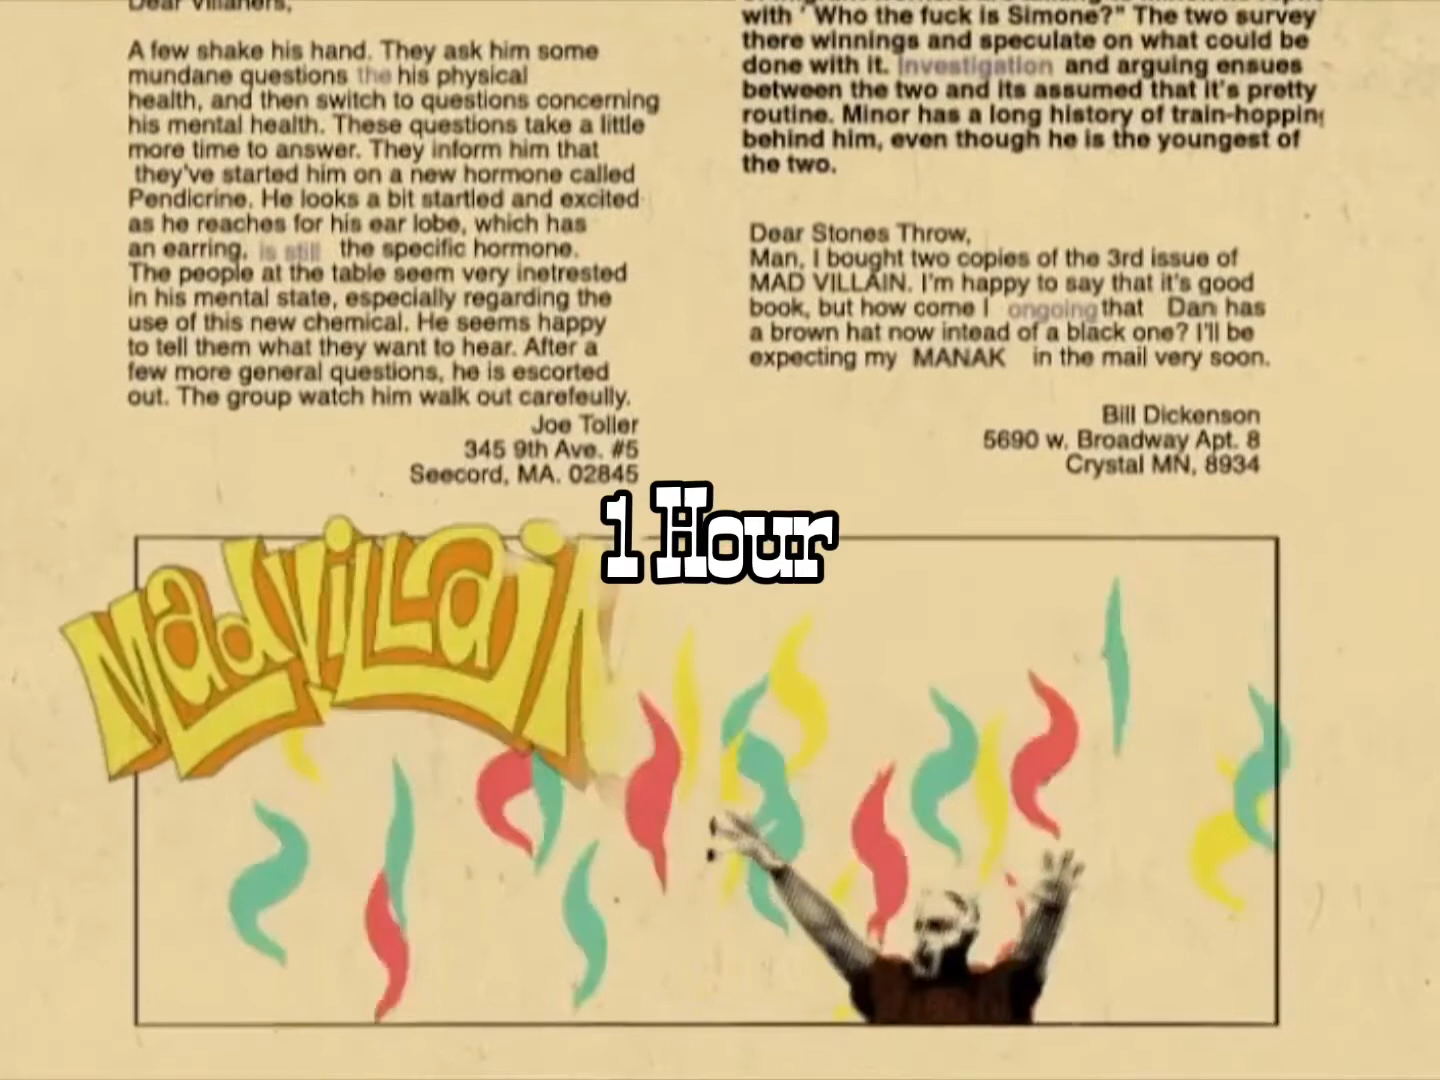 Dear Villainers,
A few shake his hand. They ask him some
mundane questions the his physical
health, and then switch to questions concerning
his mental health. These questions take a little
more time to answer. They inform him that
they've started him on a new hormone called
Pendicrine. He looks a bit startled and excited
as he reaches for his ear lobe, which has
an earring, is still the specific hormone.
The people at the table seem very inetrested
in his mental state, especially regarding the
use of this new chemical. He seems happy
to tell them what they want to hear. After a
few more general questions, he is escorted
out. The group watch him walk out carefeully.
Joe Toller
345 9th Ave. #5
Seecord, MA. 02845
with "Who the fuck is Simone?" The two survey
there winnings and speculate on what could be
done with it. Investigation and arguing ensues
between the two and its assumed that it's pretty
routine. Minor has a long history of train-hopping
behind him, even though he is the youngest of
the two.
Dear Stones Throw,
Man, I bought two copies of the 3rd issue of
MAD VILLAIN. I'm happy to say that it's good
book, but how come I ongoing that Dan has
a brown hat now intead of a black one? I'll be
expecting my MANAK in the mail very soon.
Bill Dickenson
5690 w. Broadway Apt. 8
Crystal MN, 8934
1 Hour
MadVillain